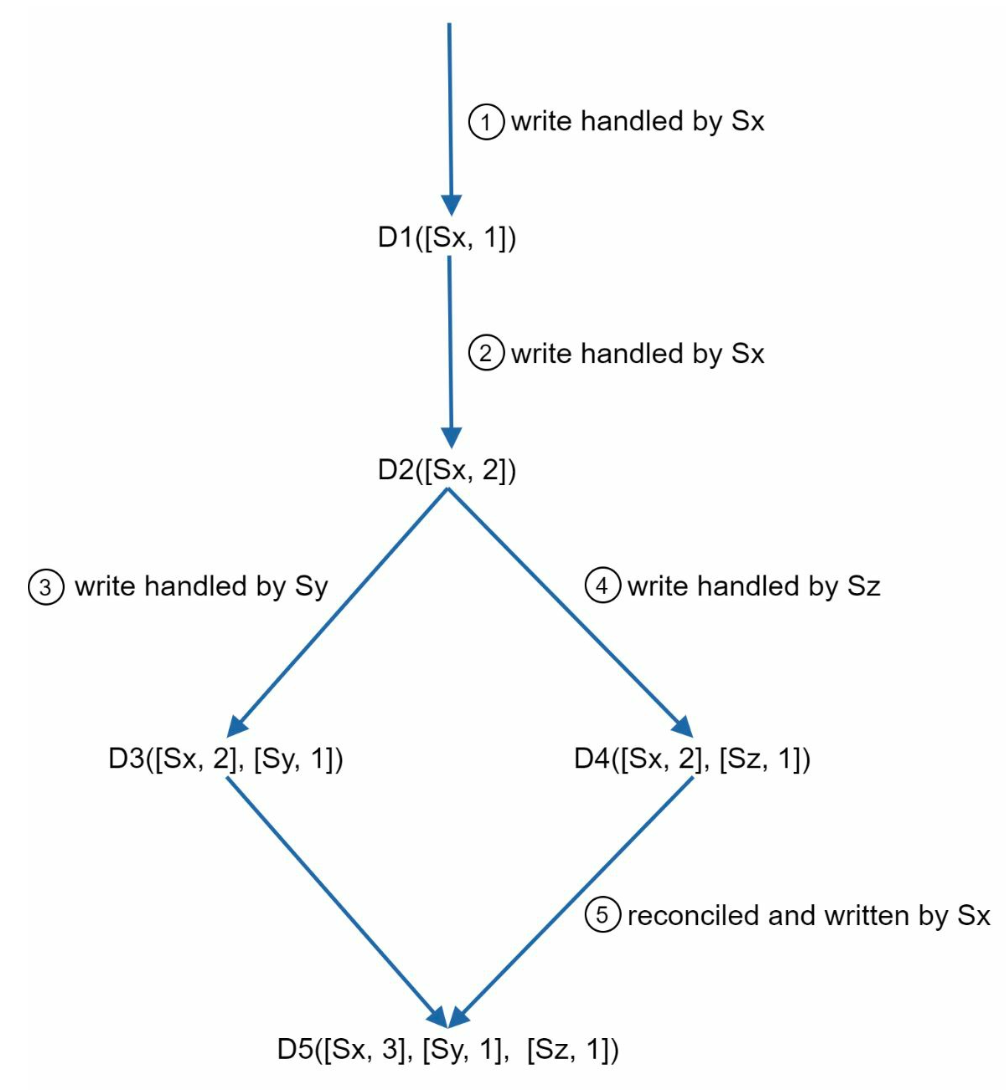 ① write handled by Sx
D1([Sx, 1])
② write handled by Sx
D2([Sx, 2])
③ write handled by Sy
④ write handled by Sz
D3([Sx, 2], [Sy, 1])
D4([Sx, 2], [Sz, 1])
⑤ reconciled and written by Sx
D5([Sx, 3], [Sy, 1], [Sz, 1])